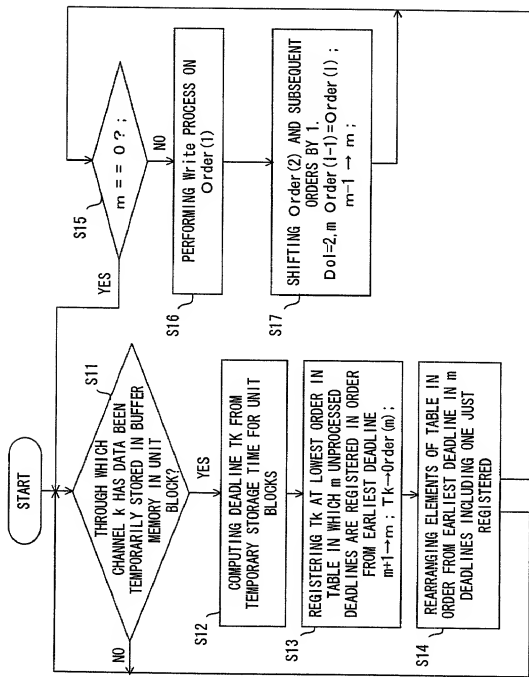 START
S11
THROUGH WHICH
CHANNEL k HAS DATA BEEN
TEMPORARILY STORED IN BUFFER
MEMORY IN UNIT
BLOCK?
NO
YES
S12
COMPUTING DEADLINE TK FROM
TEMPORARY STORAGE TIME FOR UNIT
BLOCKS
S13
REGISTERING Tk AT LOWEST ORDER IN
TABLE IN WHICH m UNPROCESSED
DEADLINES ARE REGISTERED IN ORDER
FROM EARLIEST DEADLINE
m+1→m; Tk→Order(m);
S14
REARRANGING ELEMENTS OF TABLE IN
ORDER FROM EARLIEST DEADLINE IN m
DEADLINES INCLUDING ONE JUST
REGISTERED
S15
m == 0?;
YES
NO
S16
PERFORMING Write PROCESS ON
Order(1)
S17
SHIFTING Order(2) AND SUBSEQUENT
ORDERS BY 1.
Dol=2,m Order(l-1)=Order(l);
m-1 → m;